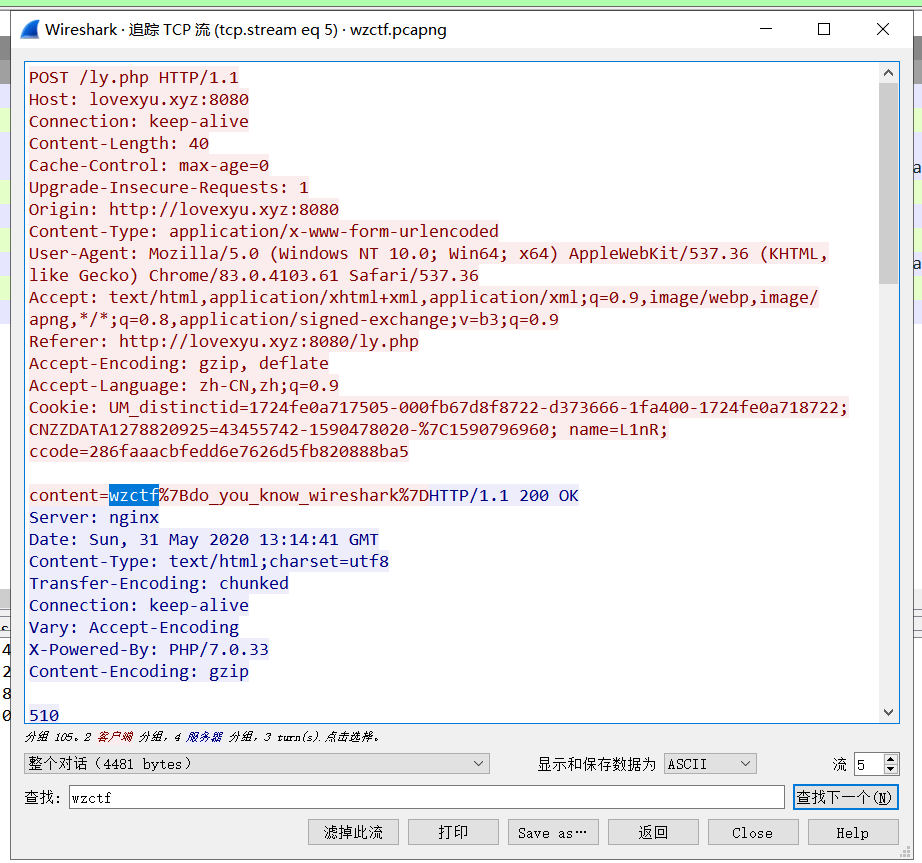 Wireshark · 追踪 TCP 流 (tcp.stream eq 5) · wzctf.pcapng
POST /ly.php HTTP/1.1
Host: lovexyu.xyz:8080
Connection: keep-alive
Content-Length: 40
Cache-Control: max-age=0
Upgrade-Insecure-Requests: 1
Origin: http://lovexyu.xyz:8080
Content-Type: application/x-www-form-urlencoded
User-Agent: Mozilla/5.0 (Windows NT 10.0; Win64; x64) AppleWebKit/537.36 (KHTML,
like Gecko) Chrome/83.0.4103.61 Safari/537.36
Accept: text/html,application/xhtml+xml,application/xml;q=0.9,image/webp,image/
apng,*/*;q=0.8,application/signed-exchange;v=b3;q=0.9
Referer: http://lovexyu.xyz:8080/ly.php
Accept-Encoding: gzip, deflate
Accept-Language: zh-CN,zh;q=0.9
Cookie: UM_distinctid=1724fe0a717505-000fb67d8f8722-d373666-1fa400-1724fe0a718722;
CNZZDATA1278820925=43455742-1590478020-%7C1590796960; name=L1nR;
ccode=286faaacbfedd6e7626d5fb820888ba5
content=wzctf%7Bdo_you_know_wireshark%7DHTTP/1.1 200 OK
Server: nginx
Date: Sun, 31 May 2020 13:14:41 GMT
Content-Type: text/html;charset=utf8
Transfer-Encoding: chunked
Connection: keep-alive
Vary: Accept-Encoding
X-Powered-By: PHP/7.0.33
Content-Encoding: gzip
510
分组 105。2 客户端 分组，4 服务器 分组，3 turn(s).点击选择。
整个对话（4481 bytes） 显示和保存数据为 ASCII 流 5
查找: wzctf 查找下一个(N)
滤掉此流 打印 Save as… 返回 Close Help